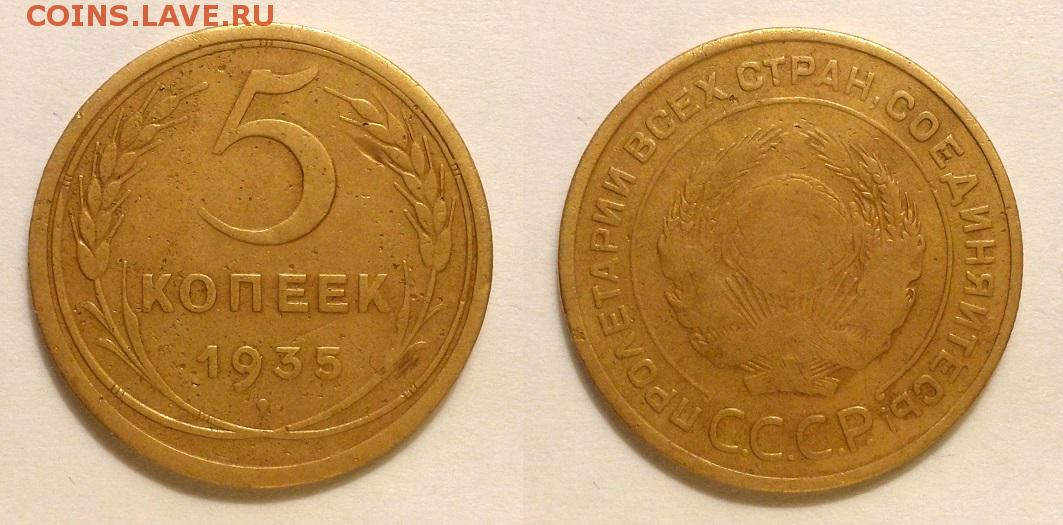 COINS.LAVE.RU
5
КОПЕЕК
1935
ПРОЛЕТАРИИ ВСЕХ СТРАН, СОЕДИНЯЙТЕСЬ!
С.С.С.Р.